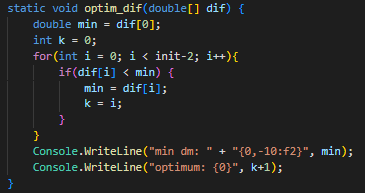 static void optim_dif(double[] dif) {
    double min = dif[0];
    int k = 0;
    for(int i = 0; i < init-2; i++){
        if(dif[i] < min) {
            min = dif[i];
            k = i;
        }
    }
    Console.WriteLine("min dm: " + "{0,-10:f2}", min);
    Console.WriteLine("optimum: {0}", k+1);
}